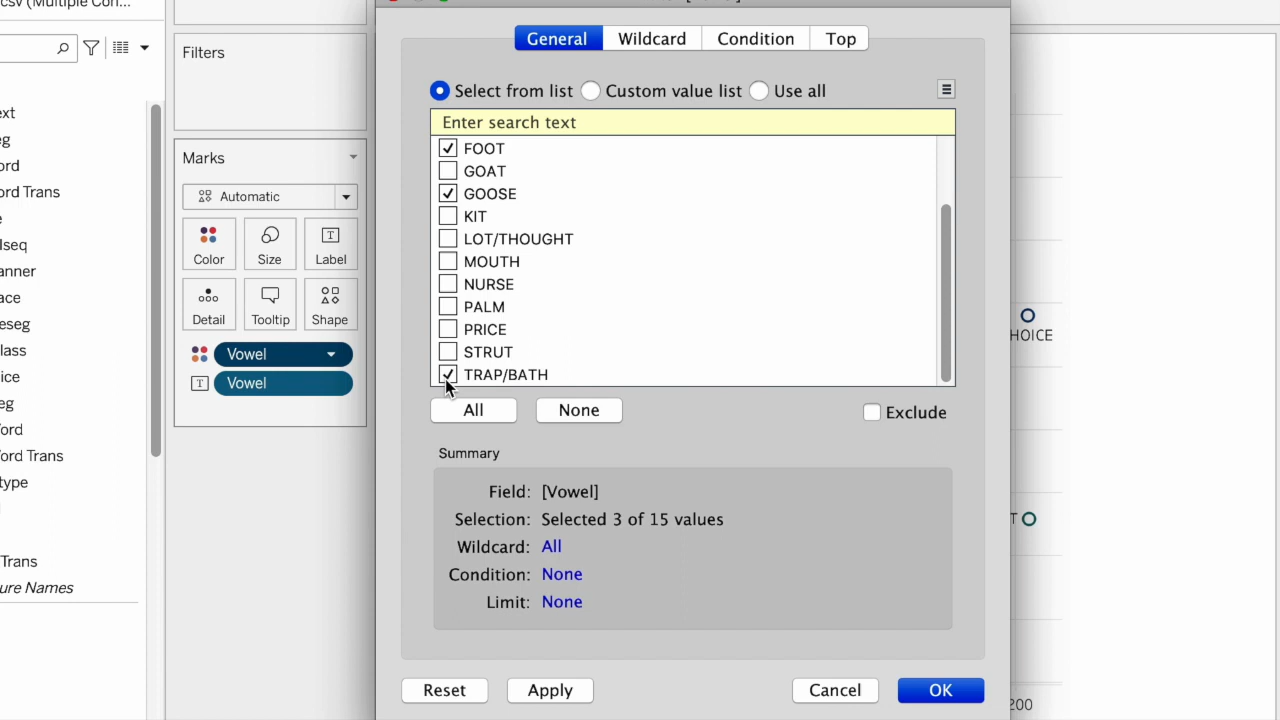 csv (Multiple Con...
General
Wildcard
Condition
Top
Filters
Select from list
Custom value list
Use all
Enter search text
ext
eg
ord
ord Trans
e
lseq
anner
ace
eseg
lass
ice
eg
ord
ord Trans
type
Trans
ure Names
Marks
Automatic
Color
Size
Label
Detail
Tooltip
Shape
Vowel
T Vowel
FOOT
GOAT
GOOSE
KIT
LOT/THOUGHT
MOUTH
NURSE
PALM
PRICE
STRUT
TRAP/BATH
All
None
Exclude
Summary
Field: [Vowel]
Selection: Selected 3 of 15 values
Wildcard: All
Condition: None
Limit: None
Reset
Apply
Cancel
OK
HOICE
T
200